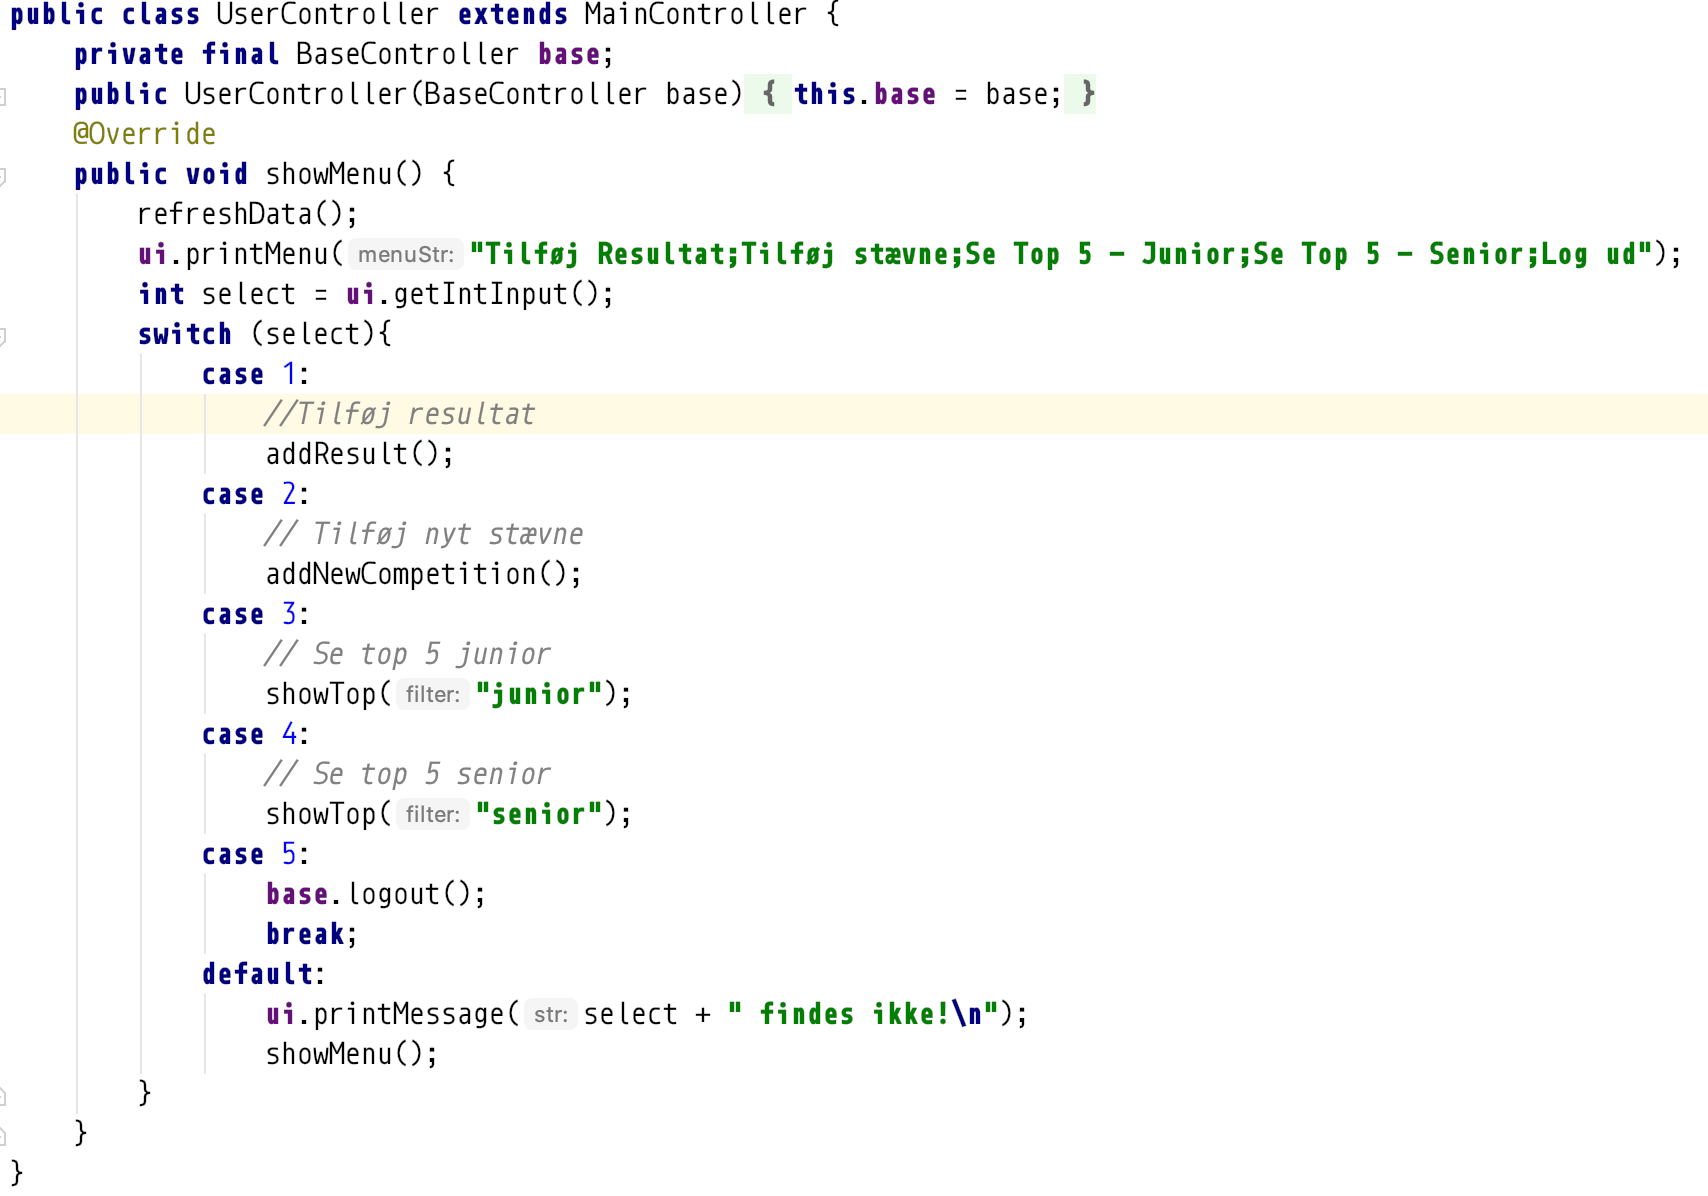 public class UserController extends MainController {
    private final BaseController base;
    public UserController(BaseController base) { this.base = base; }
    @Override
    public void showMenu() {
        refreshData();
        ui.printMenu( menuStr: "Tilføj Resultat;Tilføj stævne;Se Top 5 - Junior;Se Top 5 - Senior;Log ud");
        int select = ui.getIntInput();
        switch (select){
            case 1:
                //Tilføj resultat
                addResult();
            case 2:
                // Tilføj nyt stævne
                addNewCompetition();
            case 3:
                // Se top 5 junior
                showTop( filter: "junior");
            case 4:
                // Se top 5 senior
                showTop( filter: "senior");
            case 5:
                base.logout();
                break;
            default:
                ui.printMessage( str: select + " findes ikke!\n");
                showMenu();
        }
    }
}